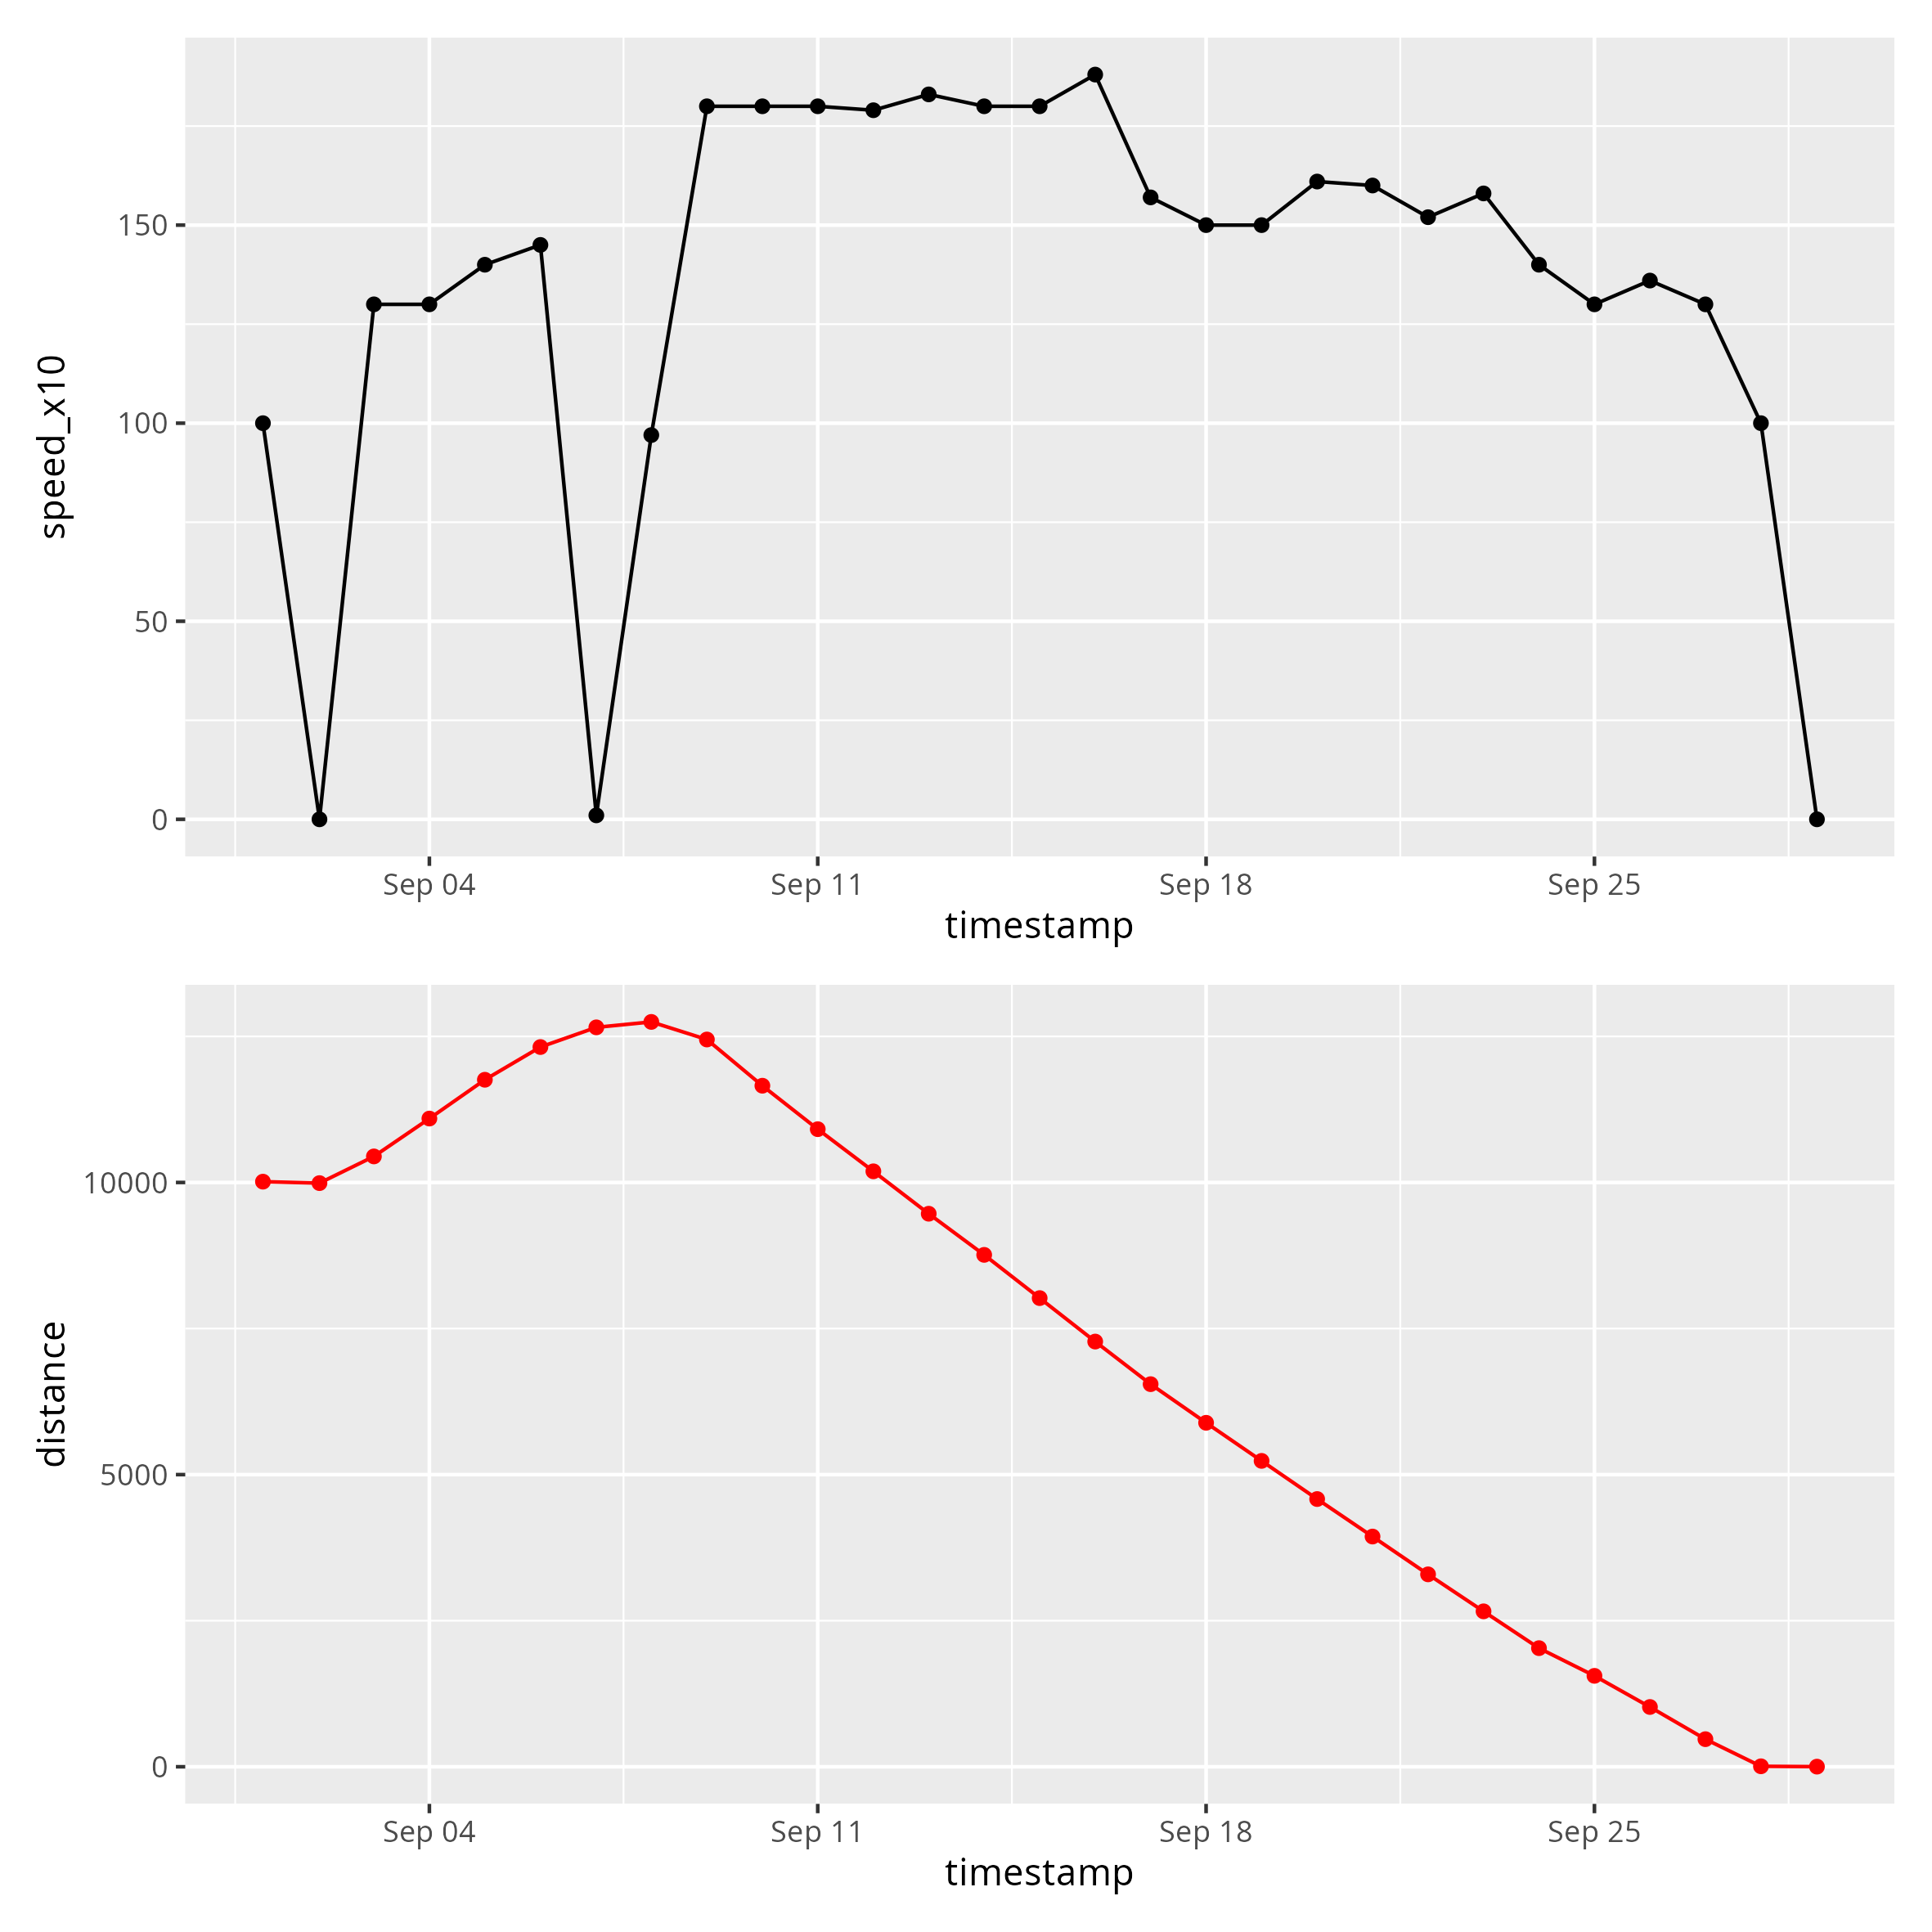 speed_x10
150
100
50
0
Sep 04 Sep 11 Sep 18 Sep 25
timestamp
distance
10000
5000
0
Sep 04 Sep 11 Sep 18 Sep 25
timestamp